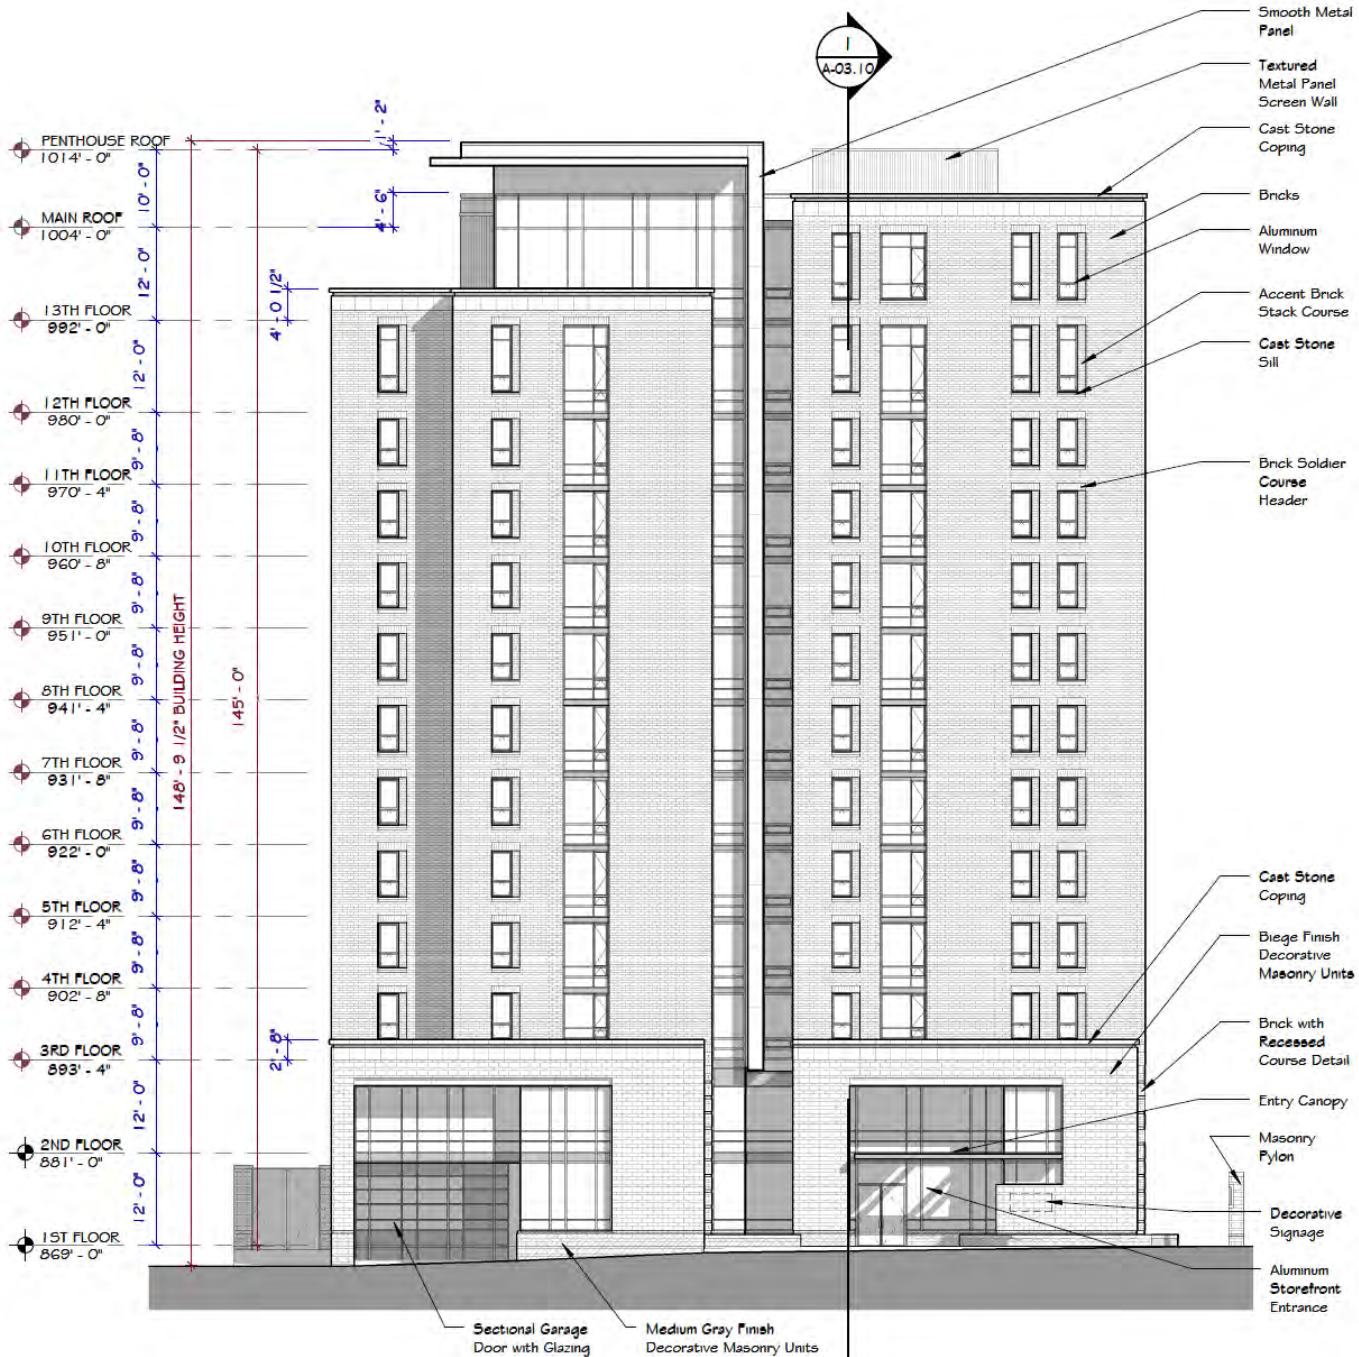 1
A-03.10
Smooth Metal
Panel
Textured
Metal Panel
Screen Wall
Cast Stone
Coping
Bricks
Aluminum
Window
Accent Brick
Stack Course
Cast Stone
Sill
Brick Soldier
Course
Header
Cast Stone
Coping
Biege Finish
Decorative
Masonry Units
Brick with
Recessed
Course Detail
Entry Canopy
Masonry
Pylon
Decorative
Signage
Aluminum
Storefront
Entrance
Sectional Garage
Door with Glazing
Medium Gray Finish
Decorative Masonry Units
PENTHOUSE ROOF
1014' - 0"
MAIN ROOF
1004' - 0"
13TH FLOOR
992' - 0"
12TH FLOOR
980' - 0"
11TH FLOOR
970' - 4"
10TH FLOOR
960' - 8"
9TH FLOOR
951' - 0"
8TH FLOOR
941' - 4"
7TH FLOOR
931' - 8"
6TH FLOOR
922' - 0"
5TH FLOOR
912' - 4"
4TH FLOOR
902' - 8"
3RD FLOOR
893' - 4"
2ND FLOOR
881' - 0"
1ST FLOOR
869' - 0"
10' - 0"
12' - 0"
12' - 0"
9' - 8"
9' - 8"
9' - 8"
9' - 8"
9' - 8"
9' - 8"
9' - 8"
9' - 8"
9' - 8"
12' - 0"
12' - 0"
148' - 9 1/2" BUILDING HEIGHT
145' - 0"
1' - 2"
4' - 6"
4' - 0 1/2"
2' - 8"